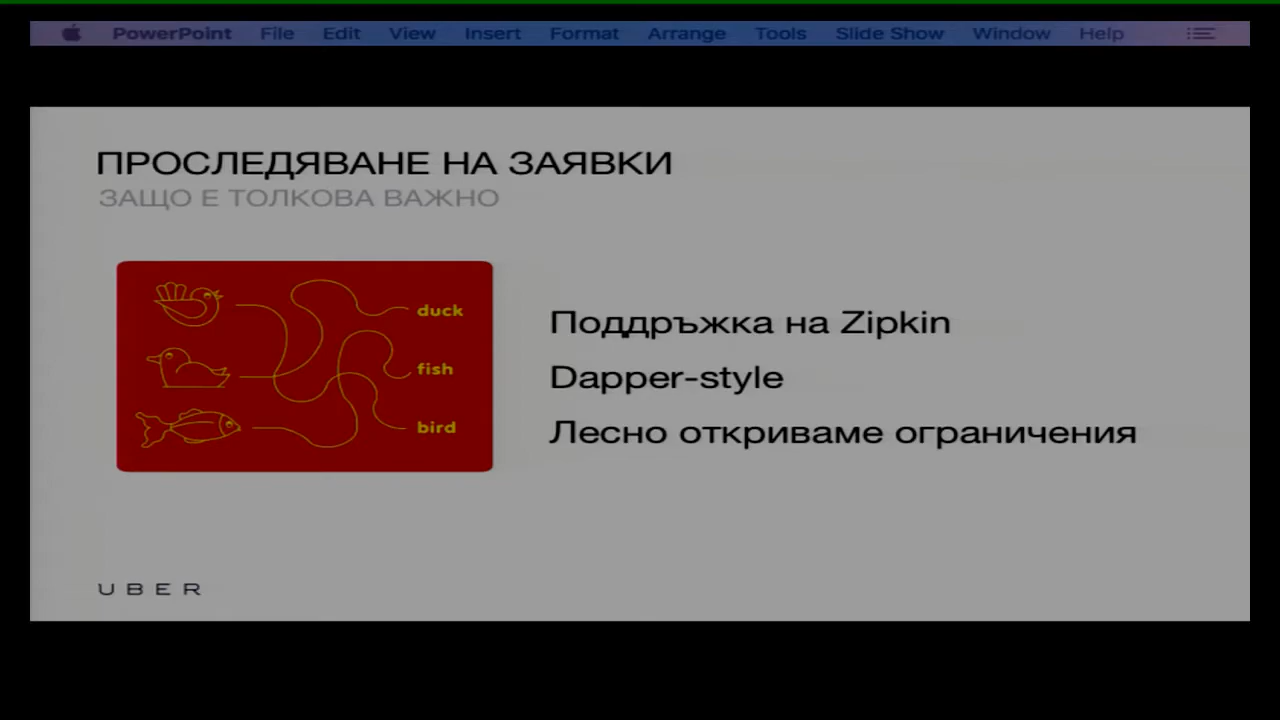 PowerPoint File Edit View Insert Format Arrange Tools Slide Show Window Help
ПРОСЛЕДЯВАНЕ НА ЗАЯВКИ
ЗАЩО Е ТОЛКОВА ВАЖНО
duck
fish
bird
Поддръжка на Zipkin
Dapper-style
Лесно откриваме ограничения
UBER